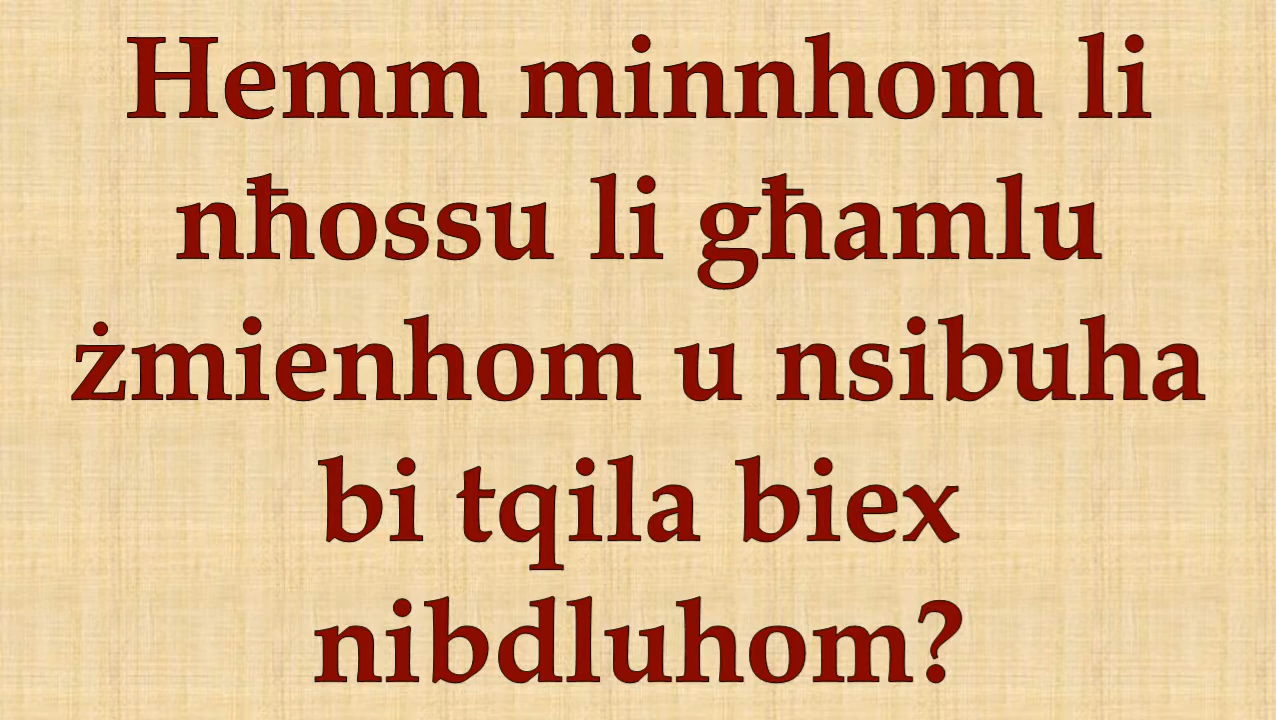 Hemm minnhom li
nħossu li għamlu
żmienhom u nsibuha
bi tqila biex
nibdluhom?